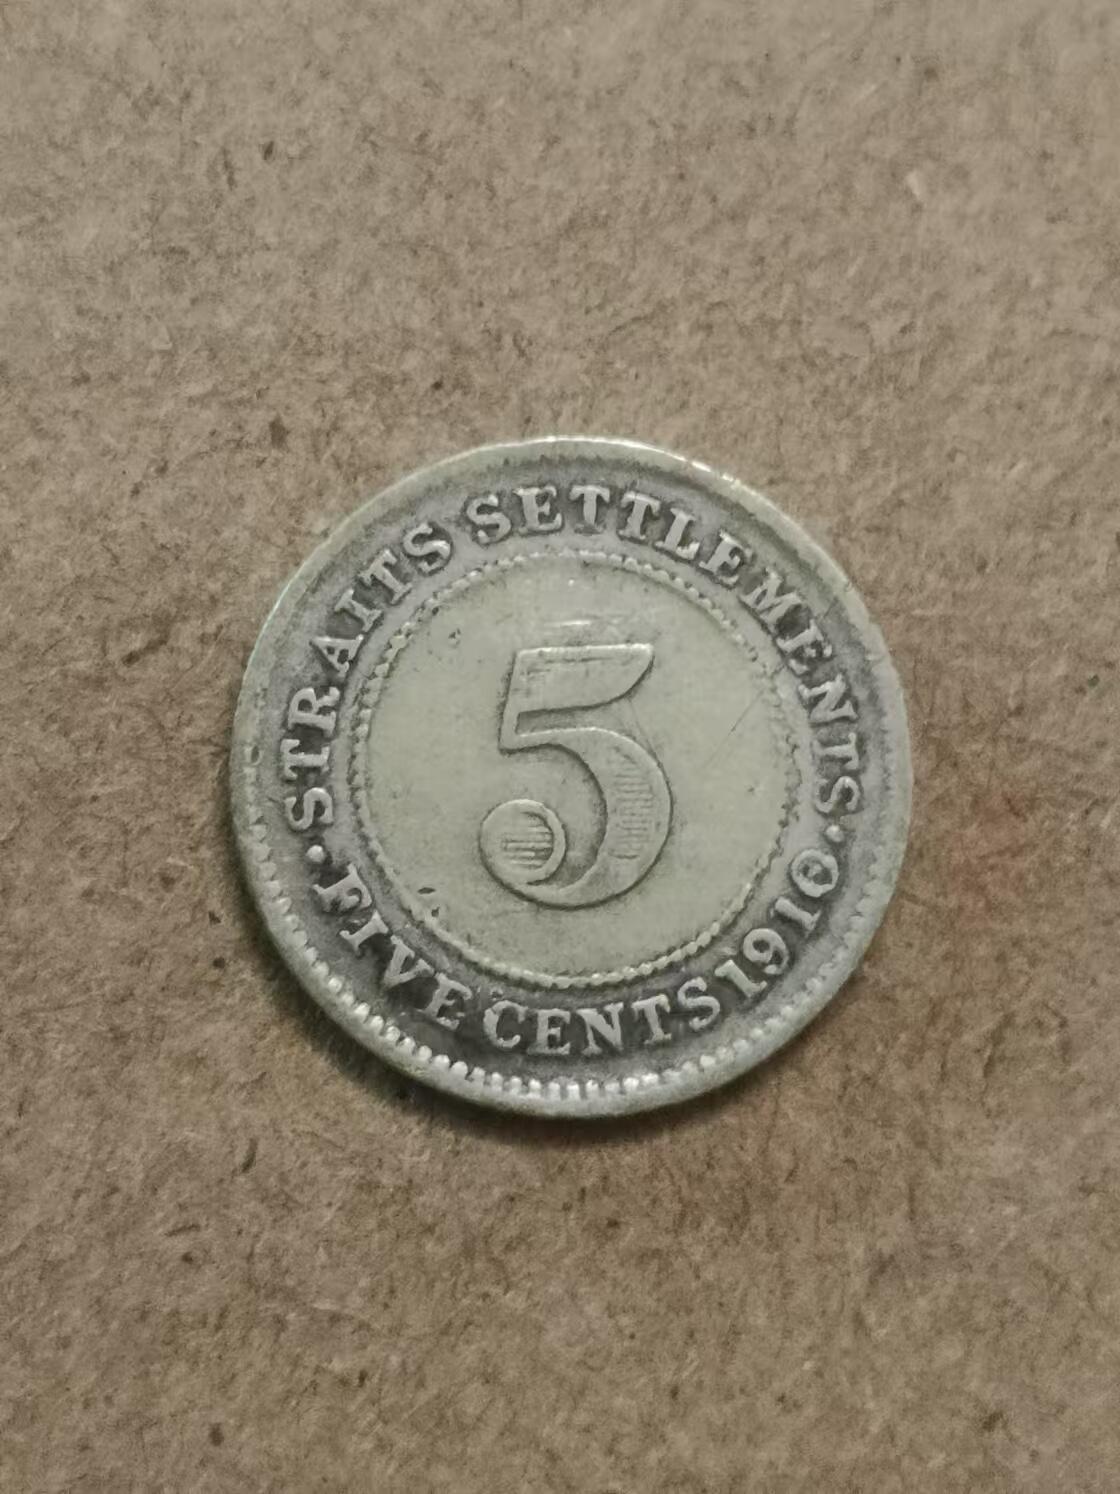 ·STRAITS SETTLEMENTS·
5
FIVE CENTS 1910